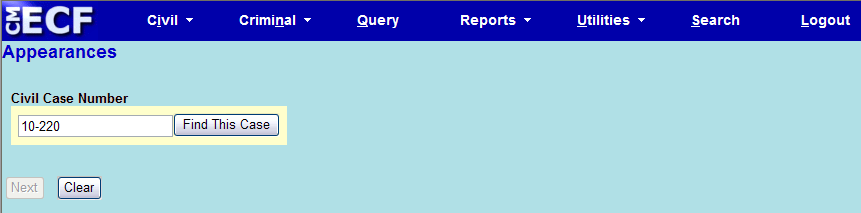 CM ECF Civil Criminal Query Reports Utilities Search Logout
Appearances
Civil Case Number
10-220 Find This Case
Next Clear